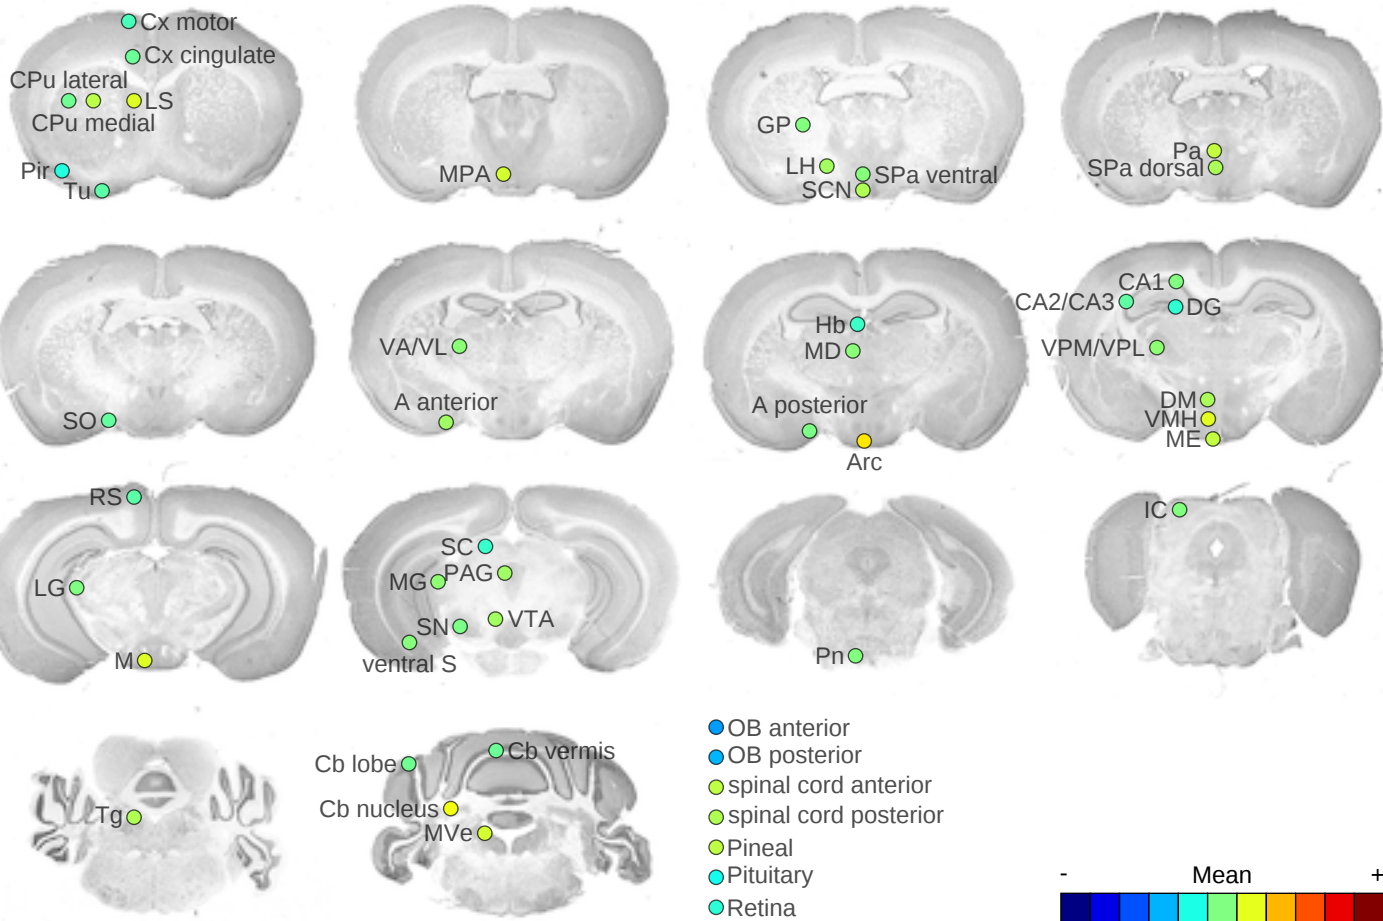 Cx motor
Cx cingulate
CPu lateral
LS
CPu medial
Pir
Tu
MPA
GP
LH
SPa ventral
SCN
Pa
SPa dorsal
SO
VA/VL
A anterior
Hb
MD
A posterior
Arc
CA1
CA2/CA3
DG
VPM/VPL
DM
VMH
ME
RS
LG
M
SC
MG
PAG
SN
VTA
ventral S
Pn
IC
Tg
Cb lobe
Cb vermis
Cb nucleus
MVe
OB anterior
OB posterior
spinal cord anterior
spinal cord posterior
Pineal
Pituitary
Retina
- Mean +